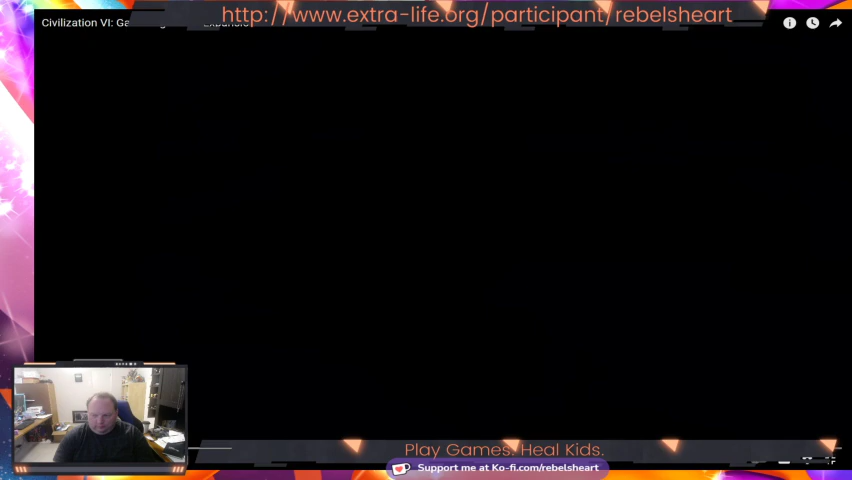 http://www.extra-life.org/participant/rebelsheart
Civilization VI: Ga
Play Games. Heal Kids.
Support me at Ko-fi.com/rebelsheart